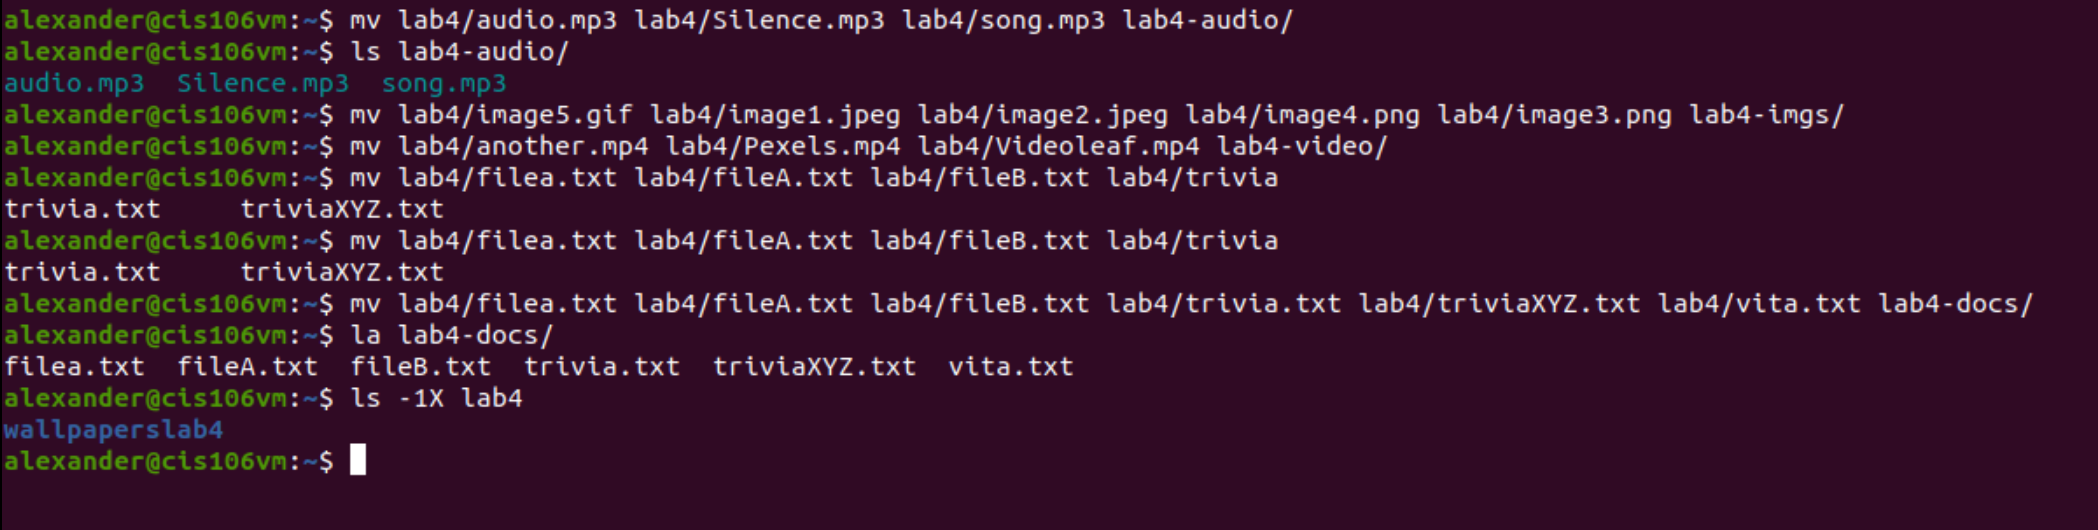 alexander@cis106vm:~$ mv lab4/audio.mp3 lab4/Silence.mp3 lab4/song.mp3 lab4-audio/
alexander@cis106vm:~$ ls lab4-audio/
audio.mp3  Silence.mp3  song.mp3
alexander@cis106vm:~$ mv lab4/image5.gif lab4/image1.jpeg lab4/image2.jpeg lab4/image4.png lab4/image3.png lab4-imgs/
alexander@cis106vm:~$ mv lab4/another.mp4 lab4/Pexels.mp4 lab4/Videoleaf.mp4 lab4-video/
alexander@cis106vm:~$ mv lab4/filea.txt lab4/fileA.txt lab4/fileB.txt lab4/trivia
trivia.txt     triviaXYZ.txt
alexander@cis106vm:~$ mv lab4/filea.txt lab4/fileA.txt lab4/fileB.txt lab4/trivia
trivia.txt     triviaXYZ.txt
alexander@cis106vm:~$ mv lab4/filea.txt lab4/fileA.txt lab4/fileB.txt lab4/trivia.txt lab4/triviaXYZ.txt lab4/vita.txt lab4-docs/
alexander@cis106vm:~$ la lab4-docs/
filea.txt  fileA.txt  fileB.txt  trivia.txt  triviaXYZ.txt  vita.txt
alexander@cis106vm:~$ ls -1X lab4
wallpaperslab4
alexander@cis106vm:~$